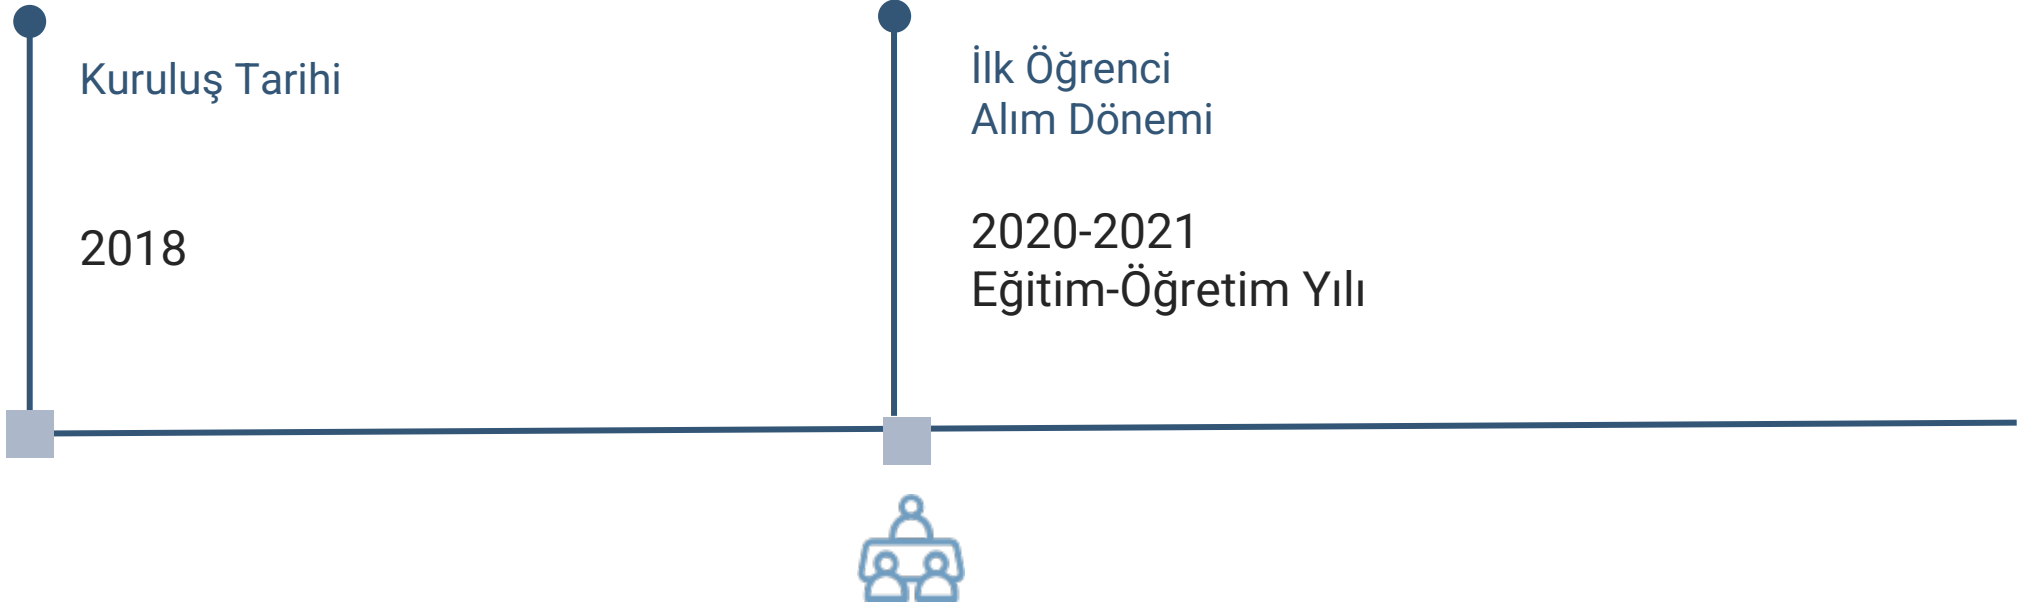 Kuruluş Tarihi
2018
İlk Öğrenci
Alım Dönemi
2020-2021
Eğitim-Öğretim Yılı